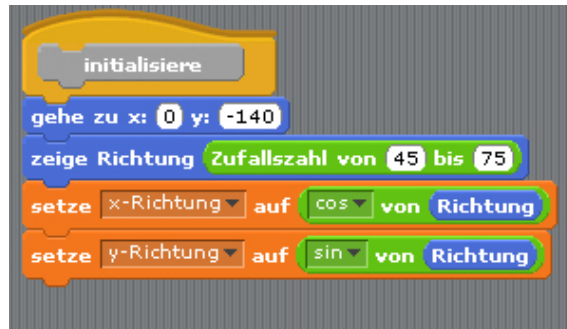 initialisiere
gehe zu x: 0 y: -140
zeige Richtung Zufallszahl von 45 bis 75
setze x-Richtung auf cos von Richtung
setze y-Richtung auf sin von Richtung